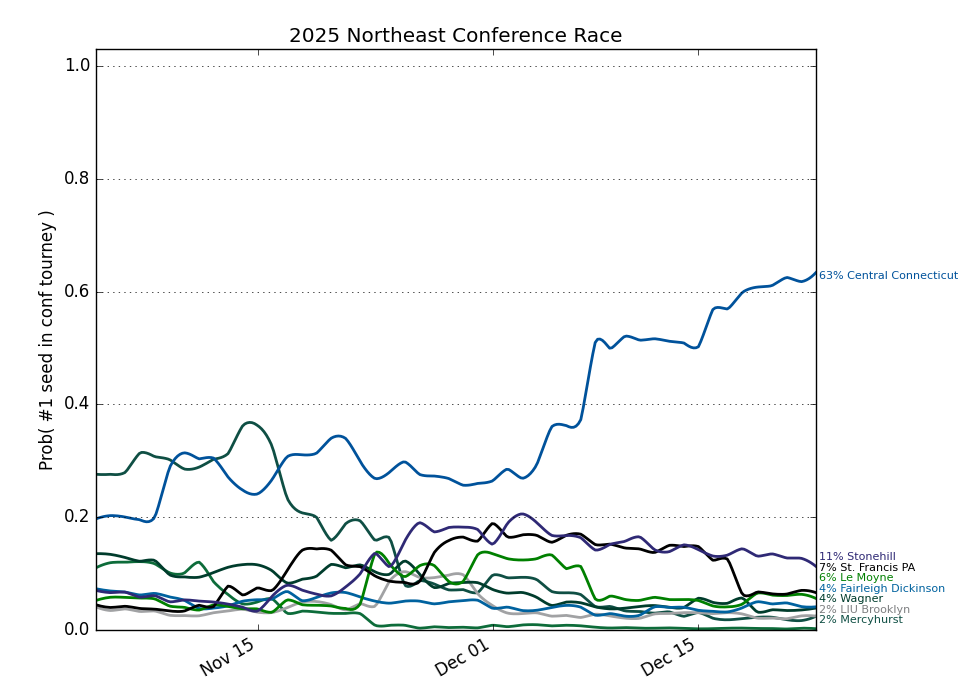 2025 Northeast Conference Race
Prob( #1 seed in conf tourney )
1.0
0.8
0.6
0.4
0.2
0.0
Nov 15
Dec 01
Dec 15
63% Central Connecticut
11% Stonehill
7% St. Francis PA
6% Le Moyne
4% Fairleigh Dickinson
4% Wagner
2% LIU Brooklyn
2% Mercyhurst